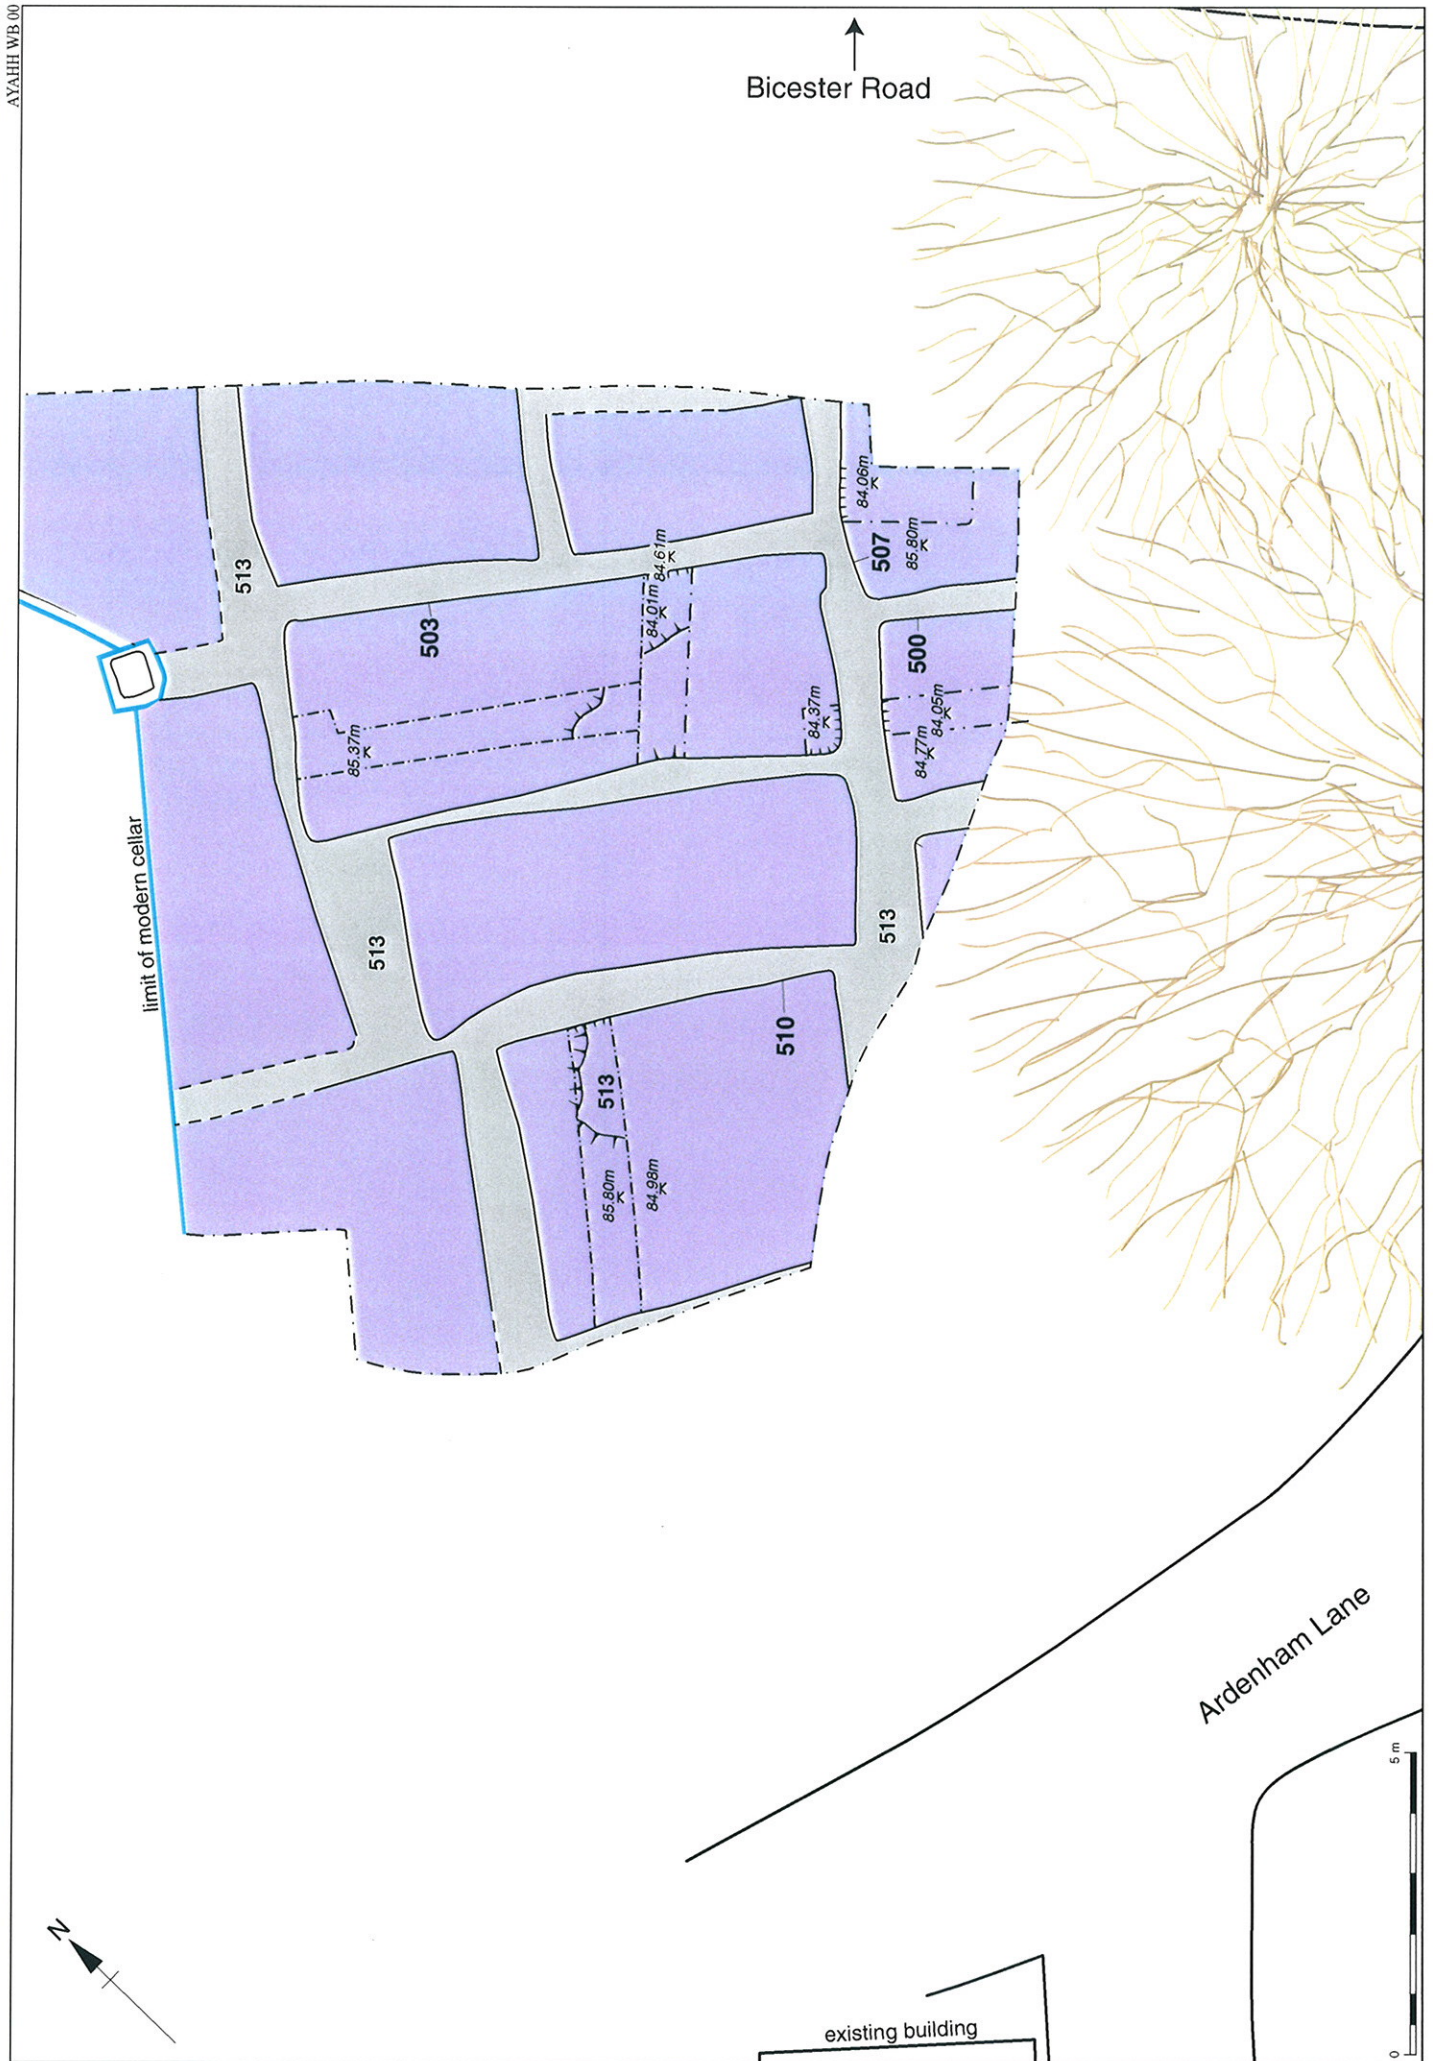 AYAHH WB 00
Bicester Road
84.06m
507
85.80m
84.61m
513
84.01m
503
500
84.37m
84.05m
85.37m
84.77m
limit of modern cellar
513
513
510
513
85.80m
84.98m
Ardenham Lane
5 m
N
existing building
0